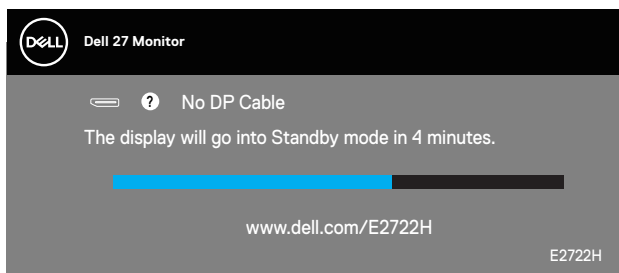 DELL
Dell 27 Monitor
? No DP Cable
The display will go into Standby mode in 4 minutes.
www.dell.com/E2722H
E2722H